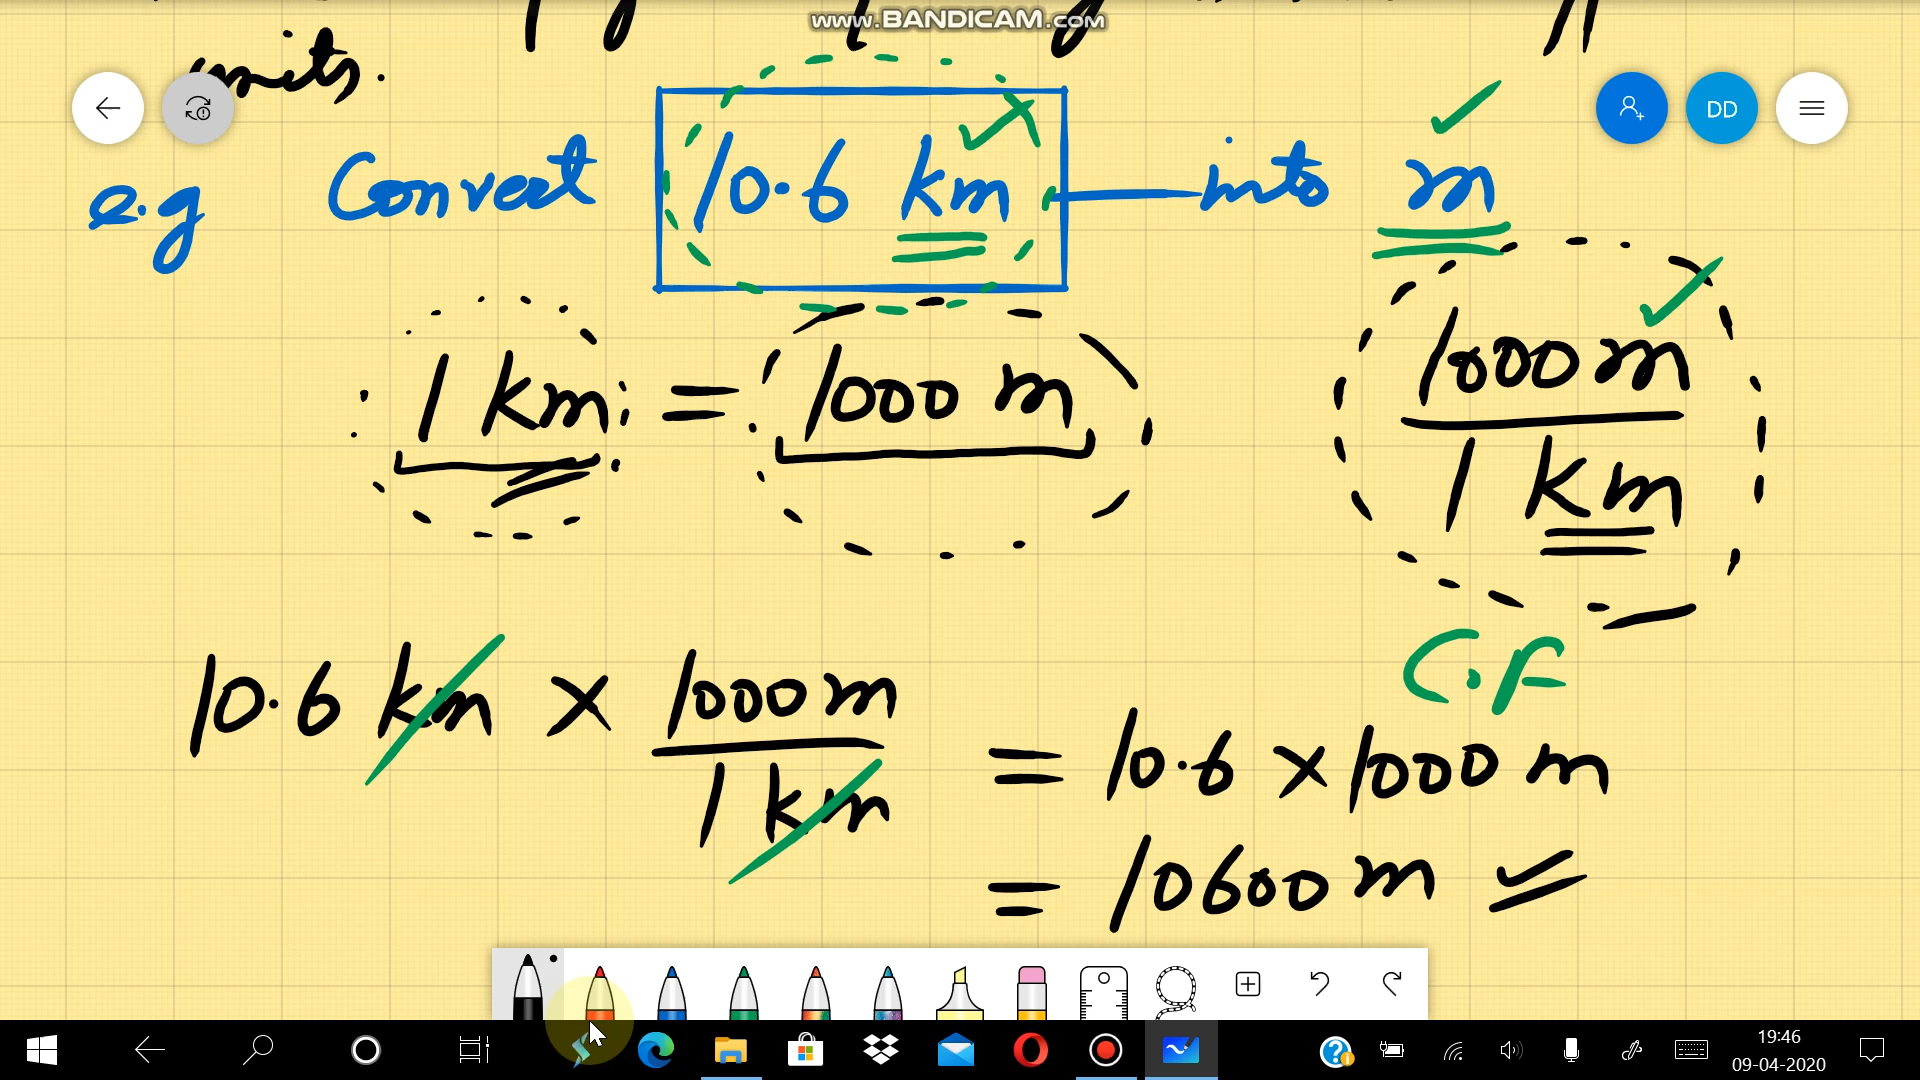 www.BANDICAM.com
units.
DD
e.g Convert 10.6 km into m
1 km = 1000 m
1000 m
1 km
C.F
10.6 km × 1000 m
1 km
= 10.6 × 1000 m
= 10600 m
19:46
09-04-2020